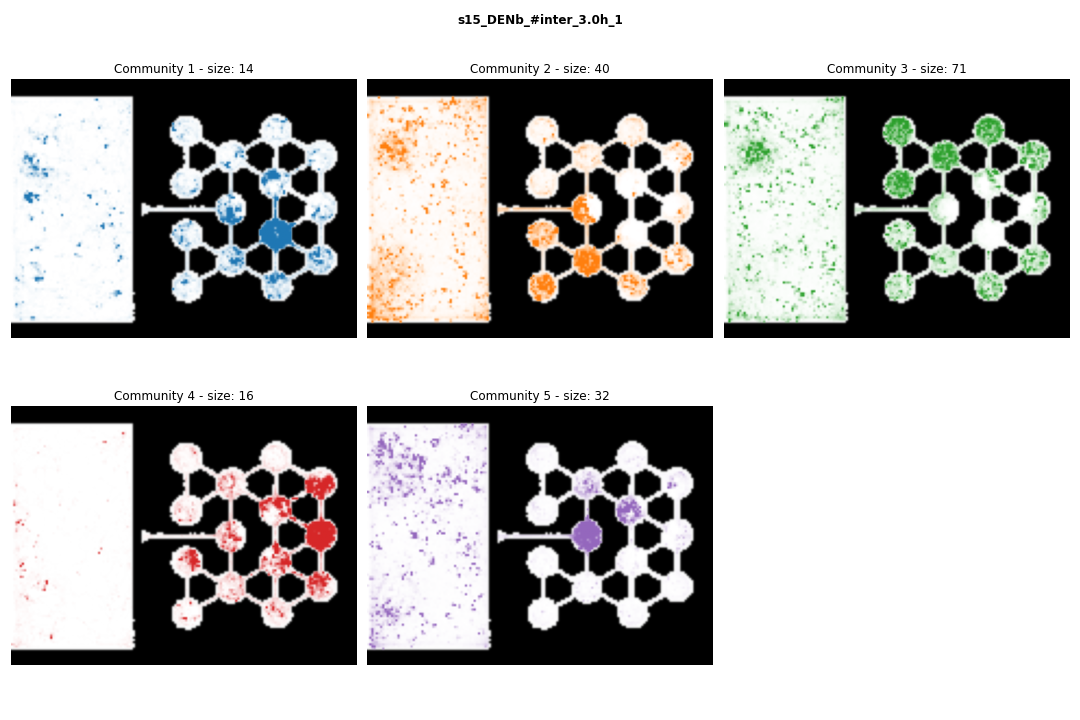 s15_DENb_#inter_3.0h_1
Community 1 - size: 14
Community 2 - size: 40
Community 3 - size: 71
Community 4 - size: 16
Community 5 - size: 32